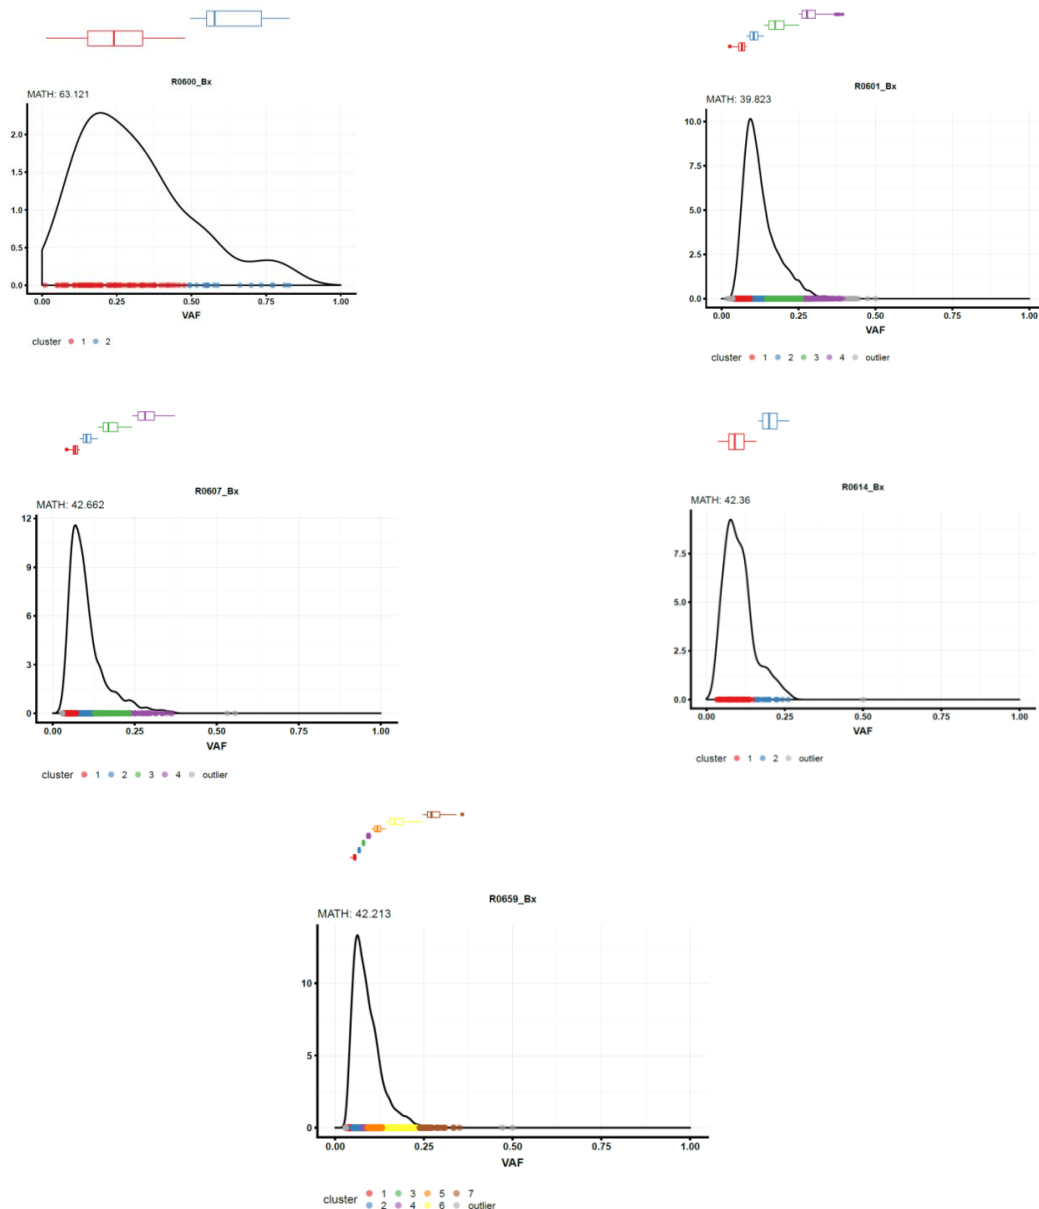 R0600_Bx
MATH: 63.121
2.0
1.5
1.0
0.5
0.0
0.00 0.25 0.50 0.75 1.00
VAF
cluster 1 2
R0601_Bx
MATH: 39.823
10.0
7.5
5.0
2.5
0.0
0.00 0.25 0.50 0.75 1.00
VAF
cluster 1 2 3 4 outlier
R0607_Bx
MATH: 42.662
12
9
6
3
0
0.00 0.25 0.50 0.75 1.00
VAF
cluster 1 2 3 4 outlier
R0614_Bx
MATH: 42.36
7.5
5.0
2.5
0.0
0.00 0.25 0.50 0.75 1.00
VAF
cluster 1 2 outlier
R0659_Bx
MATH: 42.213
10
5
0
0.00 0.25 0.50 0.75 1.00
VAF
cluster 1 3 5 7
2 4 6 outlier